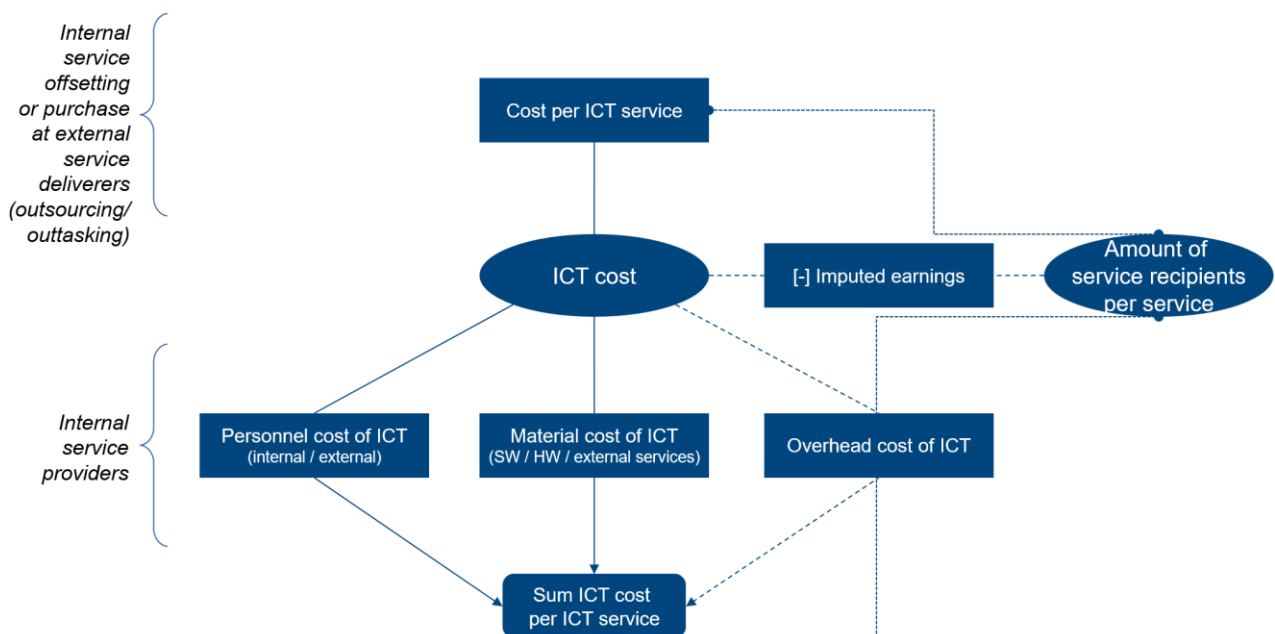 Internal
service
offsetting
or purchase
at external
service
deliverers
(outsourcing/
outtasking)
Cost per ICT service
ICT cost
[-] Imputed earnings
Amount of
service recipients
per service
Internal
service
providers
Personnel cost of ICT
(internal / external)
Material cost of ICT
(SW / HW / external services)
Overhead cost of ICT
Sum ICT cost
per ICT service